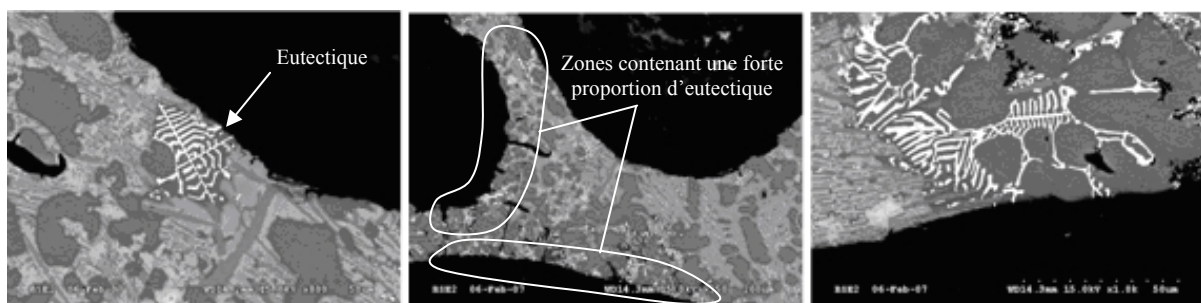 Eutectique
Zones contenant une forte
proportion d'eutectique
BSE2 06-Feb-07
BSE2 06-Feb-07 WD14.3mm 15.0kV x1.0k 50um